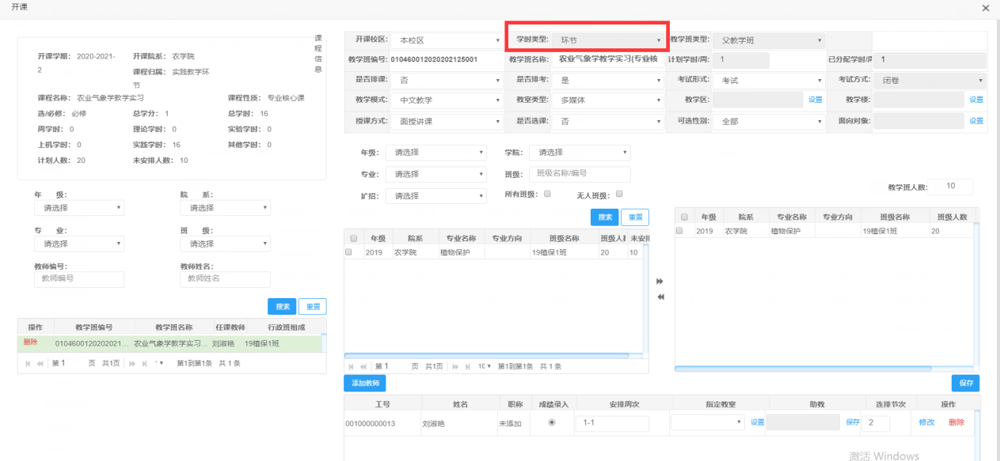 开课
课程信息
开课学期： 2020-2021-2
开课院系： 农学院
课程归属： 实践教学环节
课程名称： 农业气象学教学实习
课程性质： 专业核心课
选/必修： 必修
总学分： 1
总学时： 16
周学时： 0
理论学时： 0
实验学时： 0
上机学时： 0
实践学时： 16
其他学时： 0
计划人数： 20
未安排人数： 10
年 级：
院 系：
请选择
请选择
专 业：
班 级：
请选择
请选择
教师编号：
教师姓名：
教师编号
教师姓名
搜索 重置
操作 教学班编号 教学班名称 任课教师 行政班组成
删除 0104600120202021... 农业气象学教学实习... 刘淑艳 19植保1班
第1 页 共1页 第1到第1条 共 1 条
开课校区： 本校区 学时类型： 环节 教学班类型： 父教学班
教学班编号： 010460012020202125001 教学班名称： 农业气象学教学实习(专业核 计划学时/周： 1 已分配学时/周 1
是否排课： 否 是否排考： 是 考试形式： 考试 考试方式： 闭卷
教学模式： 中文教学 教室类型： 多媒体 教学区： 设置 教学楼： 设置
授课方式： 面授讲课 是否选课： 否 可选性别： 全部 面向对象： 设置
年级： 请选择 学院： 请选择
专业： 请选择 班级： 班级名称/编号
扩招： 请选择 所有班级： 无人班级：
教学班人数： 10
搜索 重置
年级 院系 专业名称 专业方向 班级名称 班级人数 未安排
2019 农学院 植物保护 19植保1班 20 10
第1 页 共1页 10 第1到第1条 共 1 条
年级 院系 专业名称 专业方向 班级名称 班级人数
2019 农学院 植物保护 19植保1班 20
添加教师 保存
工号 姓名 职称 成绩录入 安排周次 指定教室 助教 连排节次 操作
001000000013 刘淑艳 未添加 1-1 设置 保存 2 修改 删除
激活 Windows